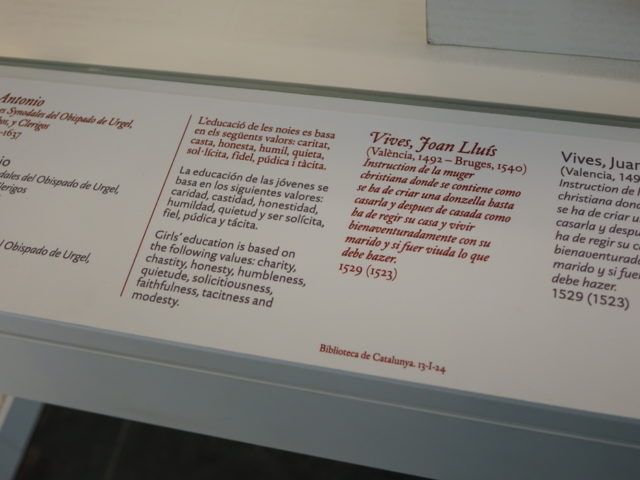 Antonio
es Synodales del Obispado de Urgel,
y Clerigos
-1637
dales del Obispado de Urgel,
lerigos
l Obispado de Urgel,
L'educació de les noies es basa
en els següents valors: caritat,
casta, honesta, humil, quieta,
sol·lícita, fidel, púdica i tàcita.
La educación de las jóvenes se
basa en los siguientes valores:
caridad, castidad, honestidad,
humildad, quietud y ser solícita,
fiel, púdica y tácita.
Girls' education is based on
the following values: charity,
chastity, honesty, humbleness,
quietude, solicitiousness,
faithfulness, tacitness and
modesty.
Vives, Joan Lluís
(València, 1492 – Bruges, 1540)
Instruction de la muger
christiana donde se contiene como
se ha de criar una donzella basta
casarla y despues de casada como
ha de regir su casa y vivir
bienaventuradamente con su
marido y si fuer viuda lo que
debe hazer.
1529 (1523)
Biblioteca de Catalunya. 13-I-24
Vives, Juan
(Valencia, 149
Instruction de l
christiana dond
se ha de criar u
casarla y despu
ha de regir su c
bienaventurada
marido y si fuer
debe hazer.
1529 (1523)